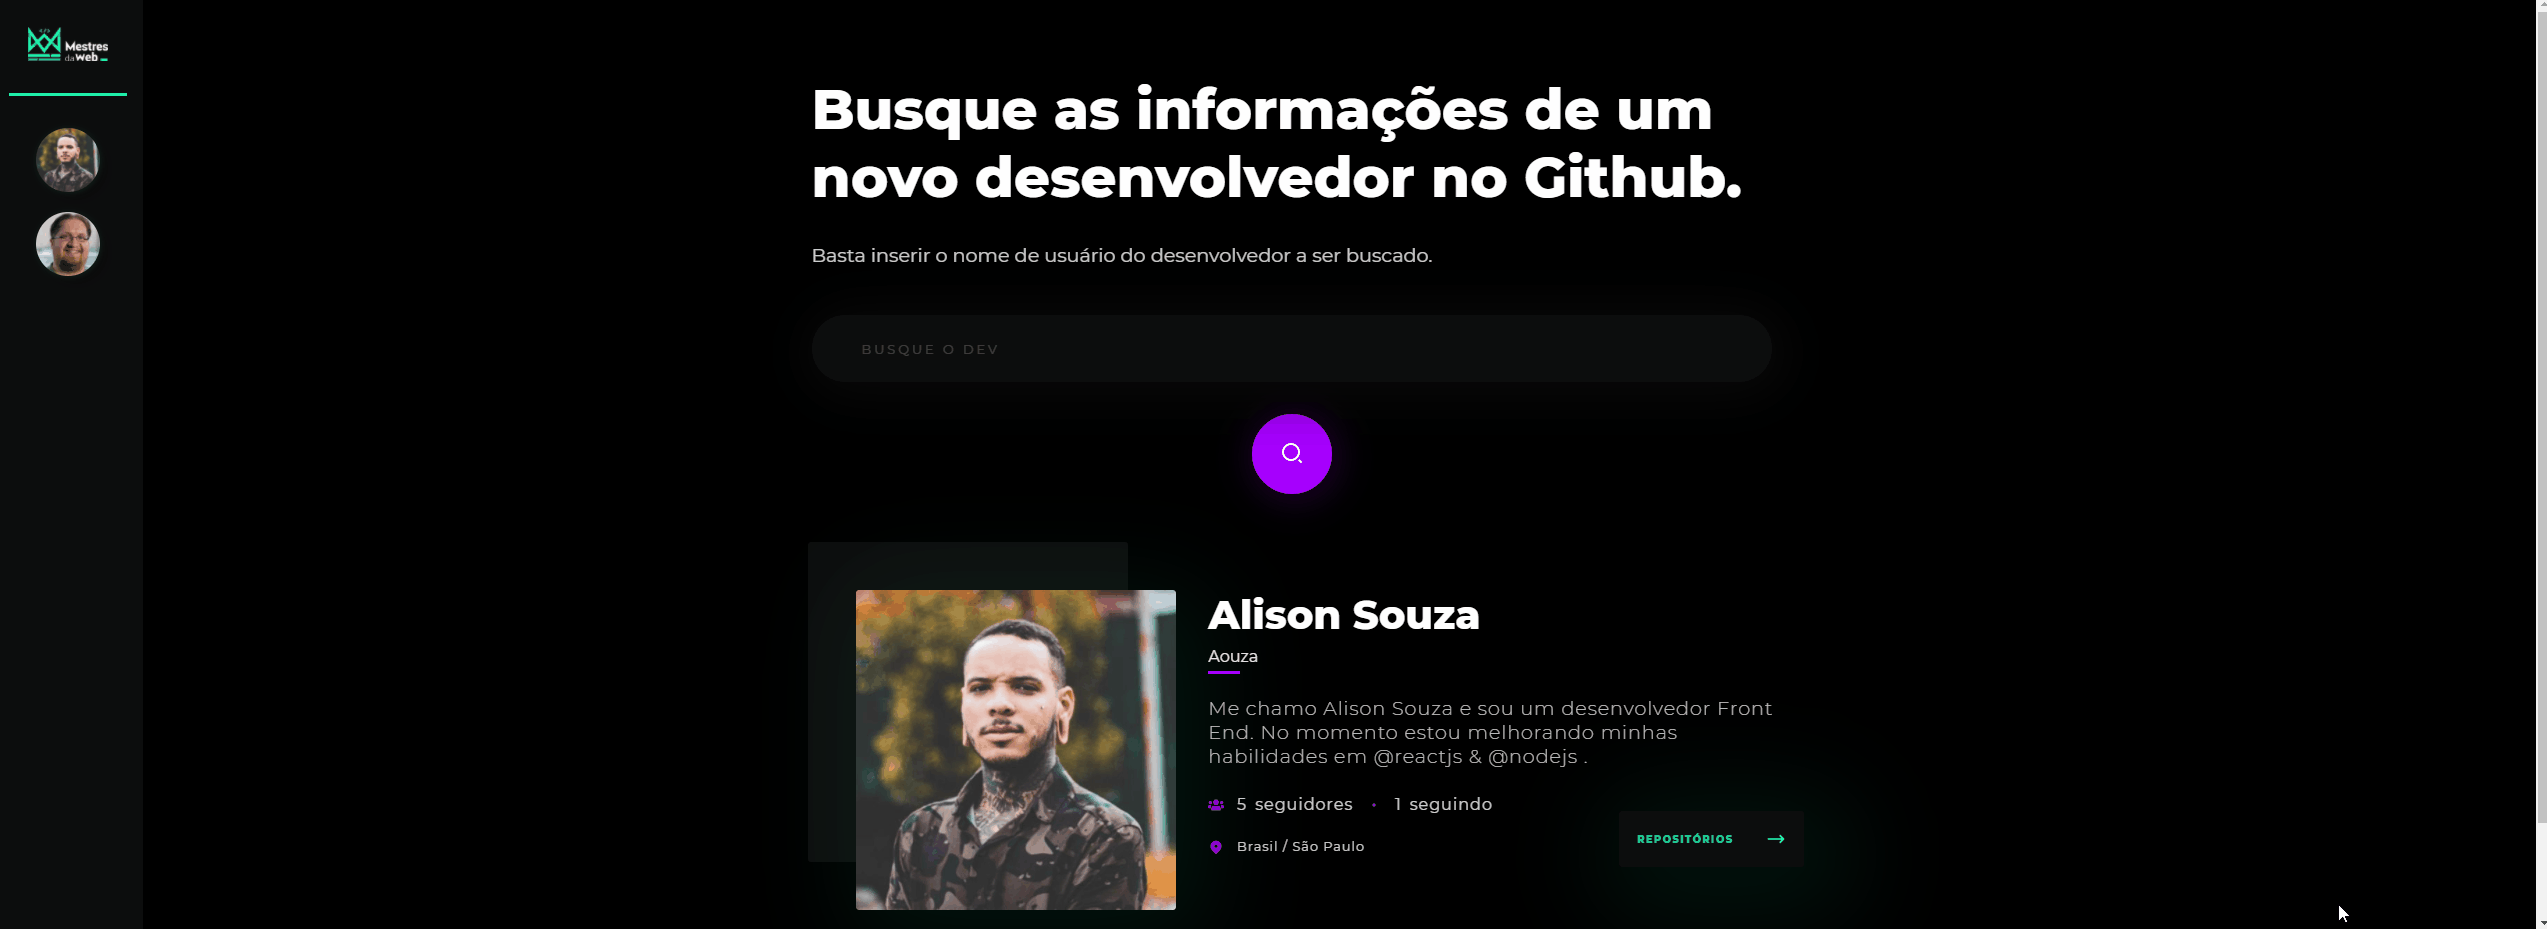 Mestres
da Web
Busque as informações de um
novo desenvolvedor no Github.
Basta inserir o nome de usuário do desenvolvedor a ser buscado.
BUSQUE O DEV
Alison Souza
Aouza
Me chamo Alison Souza e sou um desenvolvedor Front
End. No momento estou melhorando minhas
habilidades em @reactjs & @nodejs .
5 seguidores • 1 seguindo
Brasil / São Paulo
REPOSITÓRIOS